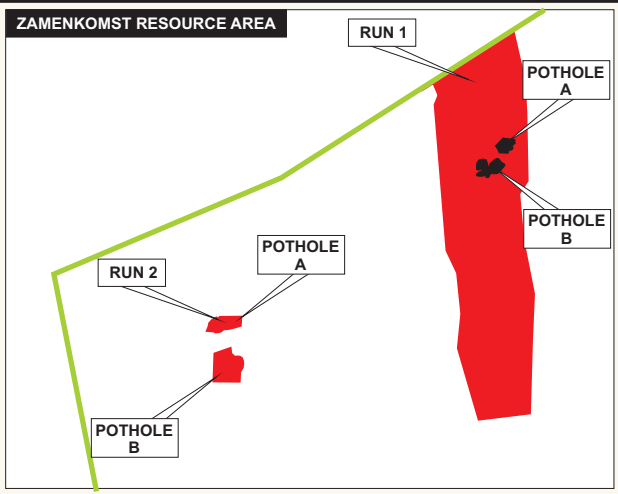 ZAMENKOMST RESOURCE AREA
RUN 1
POTHOLE
A
POTHOLE
B
RUN 2
POTHOLE
A
POTHOLE
B